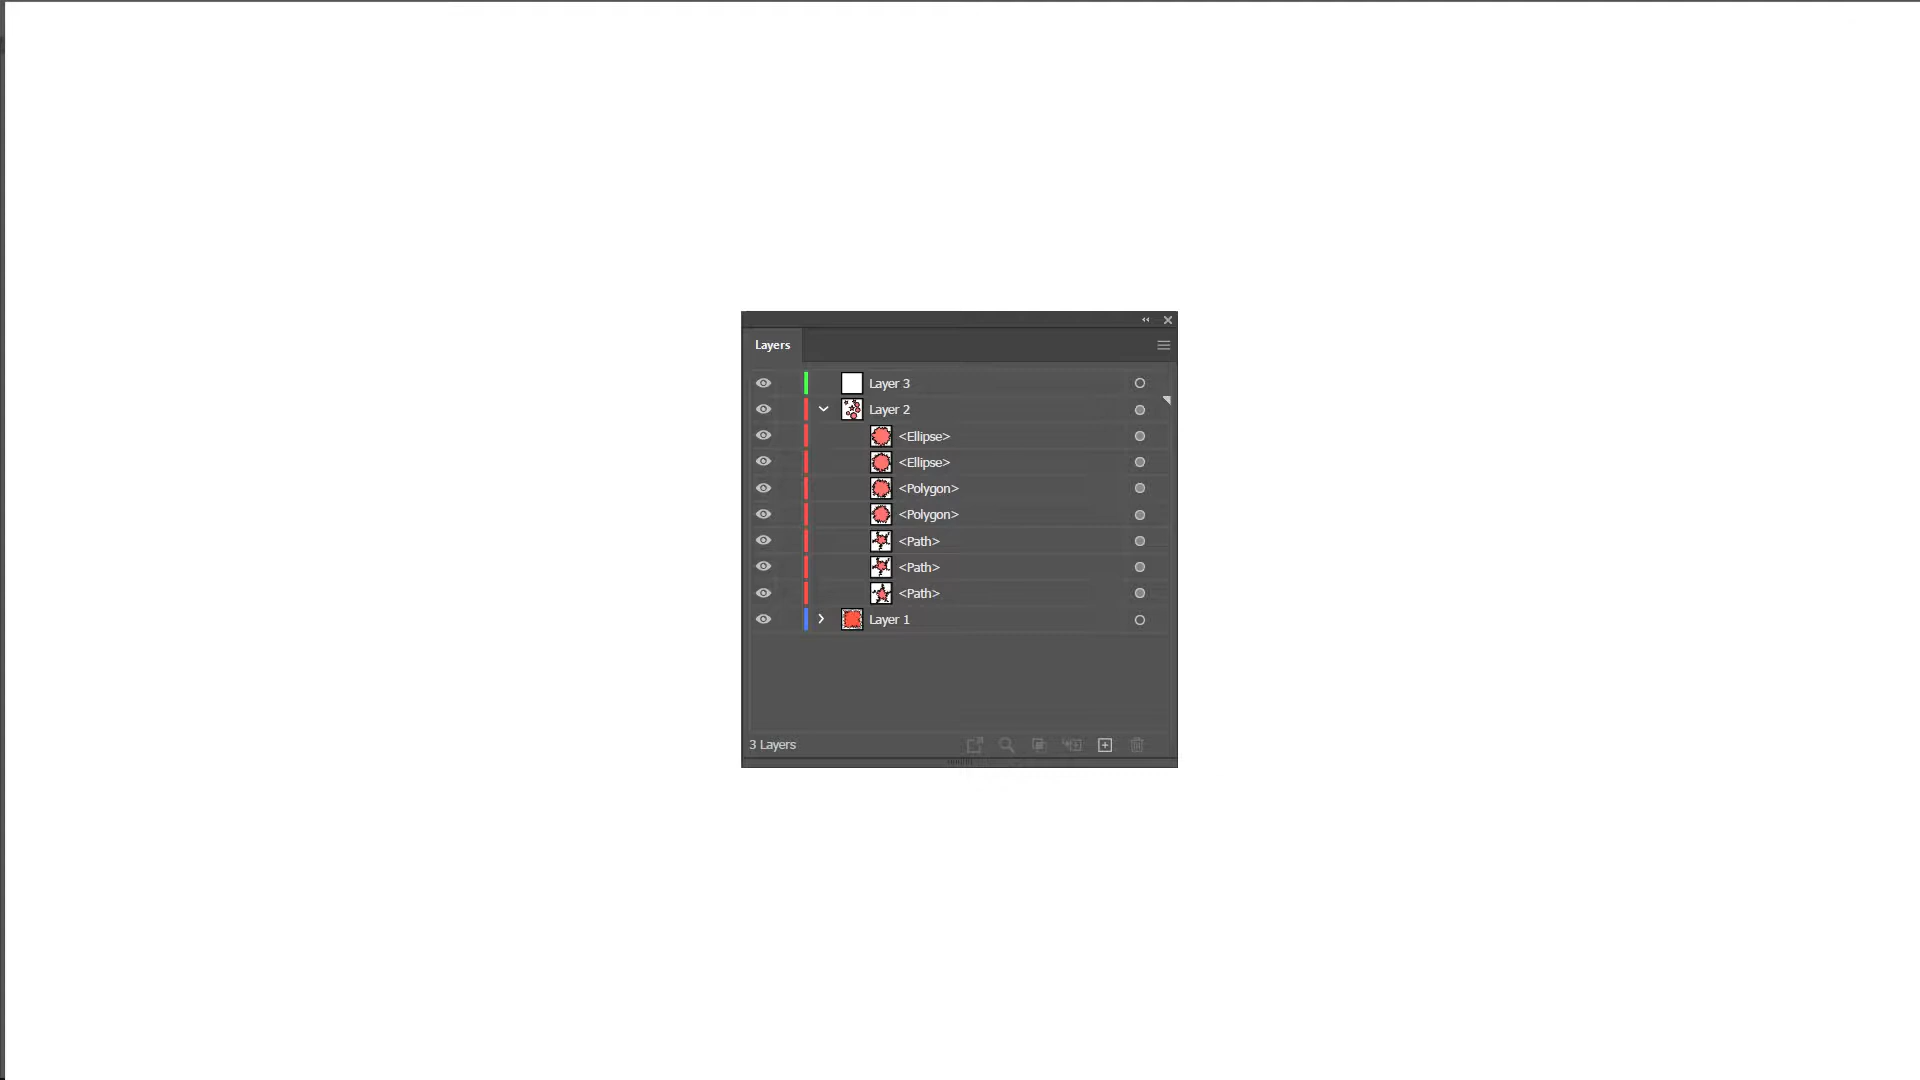 Layers
Layer 3
Layer 2
<Ellipse>
<Ellipse>
<Polygon>
<Polygon>
<Path>
<Path>
<Path>
Layer 1
3 Layers